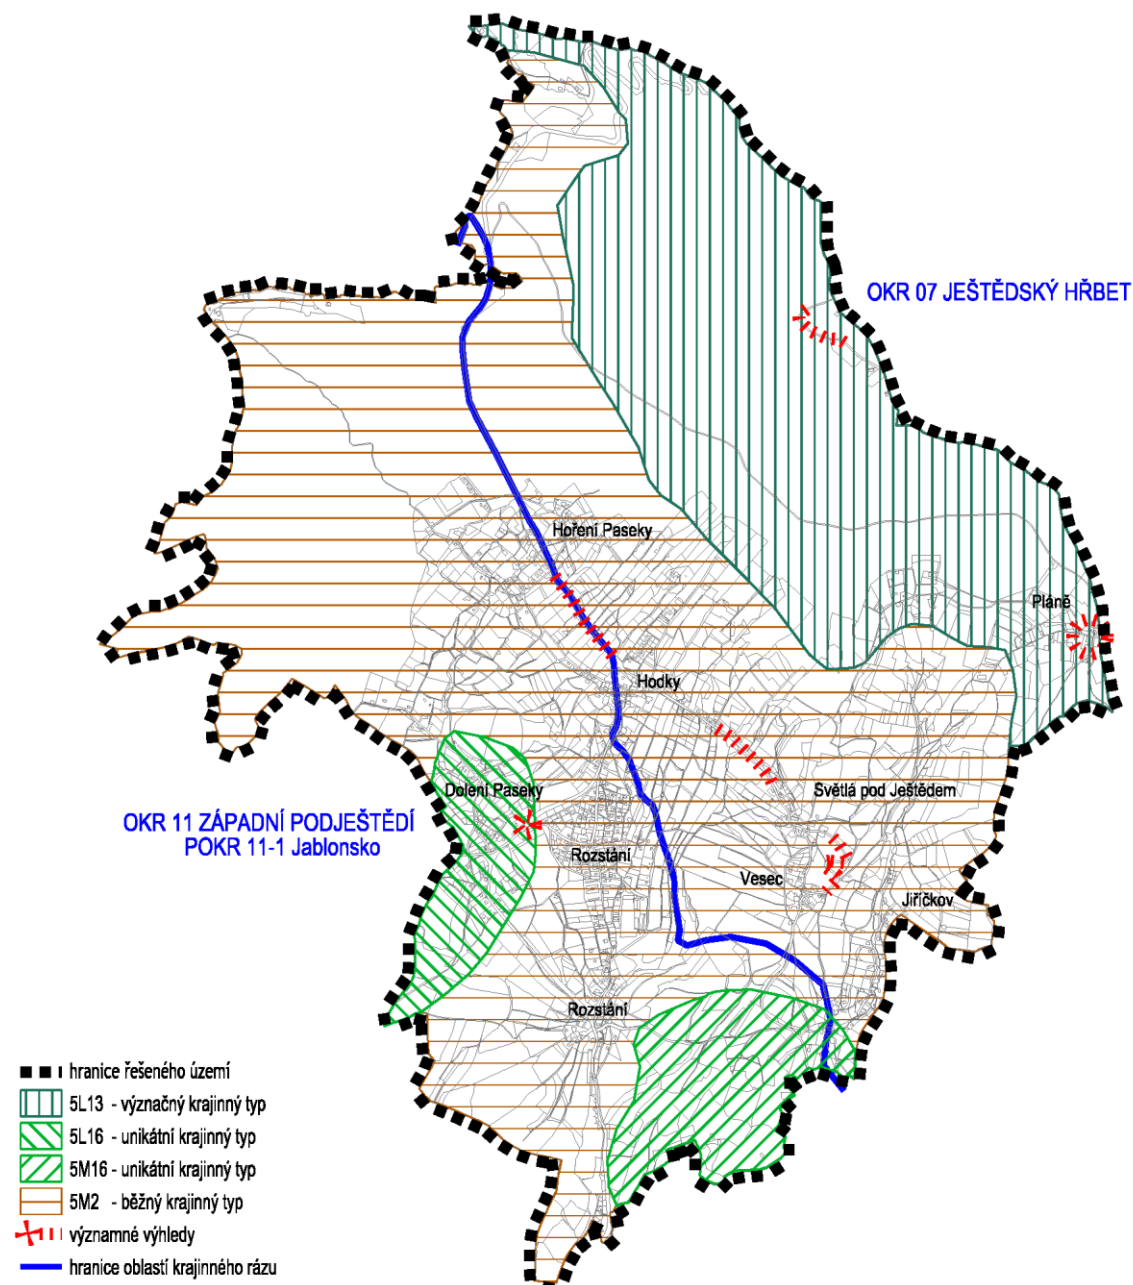 OKR 07 JEŠTĚDSKÝ HŘBET
Hoření Paseky
Pláně
Hodky
Dolení Paseky
Světlá pod Ještědem
OKR 11 ZÁPADNÍ PODJEŠTĚDÍ
POKR 11-1 Jablonsko
Rozstání
Vesec
Jiříčkov
Rozstání
hranice řešeného území
5L13 - význačný krajinný typ
5L16 - unikátní krajinný typ
5M16 - unikátní krajinný typ
5M2 - běžný krajinný typ
významné výhledy
hranice oblastí krajinného rázu